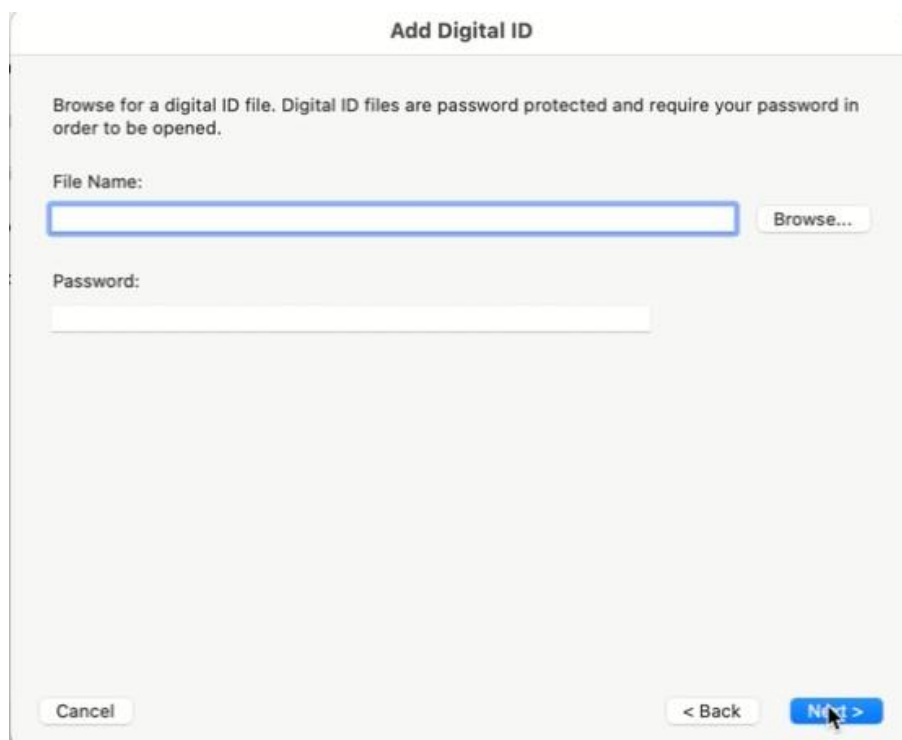 Add Digital ID
Browse for a digital ID file. Digital ID files are password protected and require your password in
order to be opened.
File Name:
Browse...
Password:
Cancel
< Back
Next >